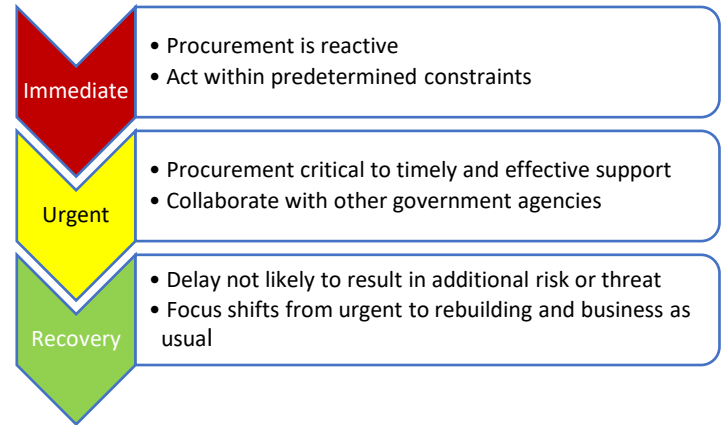 Immediate
• Procurement is reactive
• Act within predetermined constraints
Urgent
• Procurement critical to timely and effective support
• Collaborate with other government agencies
Recovery
• Delay not likely to result in additional risk or threat
• Focus shifts from urgent to rebuilding and business as
usual